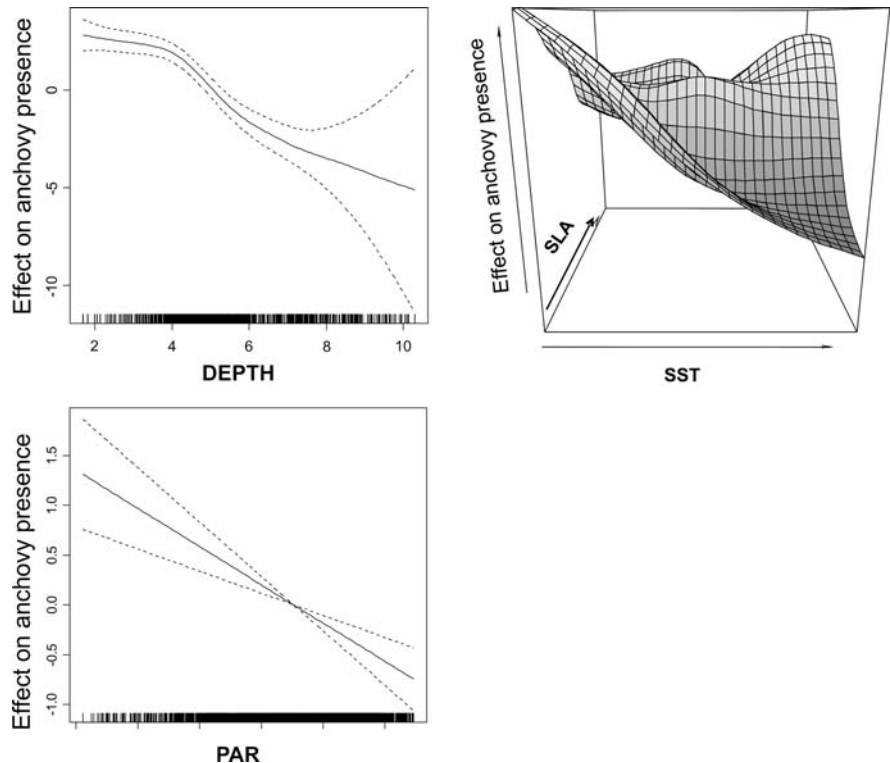 Effect on anchovy presence
0
-5
-10
2 4 6 8 10
DEPTH
Effect on anchovy presence
SLA
SST
Effect on anchovy presence
1.5
1.0
0.5
0.0
-0.5
-1.0
PAR